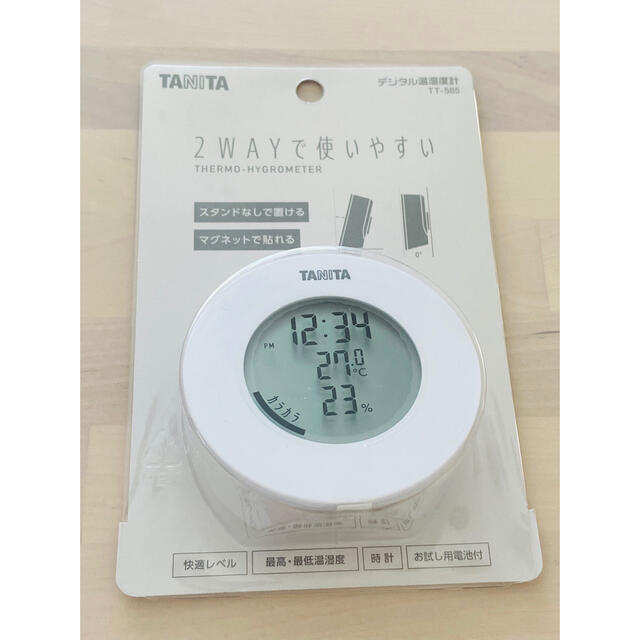 TANITA
デジタル温湿度計
TT-585
2WAYで使いやすい
THERMO-HYGROMETER
スタンドなしで置ける
マグネットで貼れる
0°
TANITA
PM 12:34
27.0 °C
23 %
カラカラ
快適レベル
最高・最低温湿度
時計
お試し用電池付